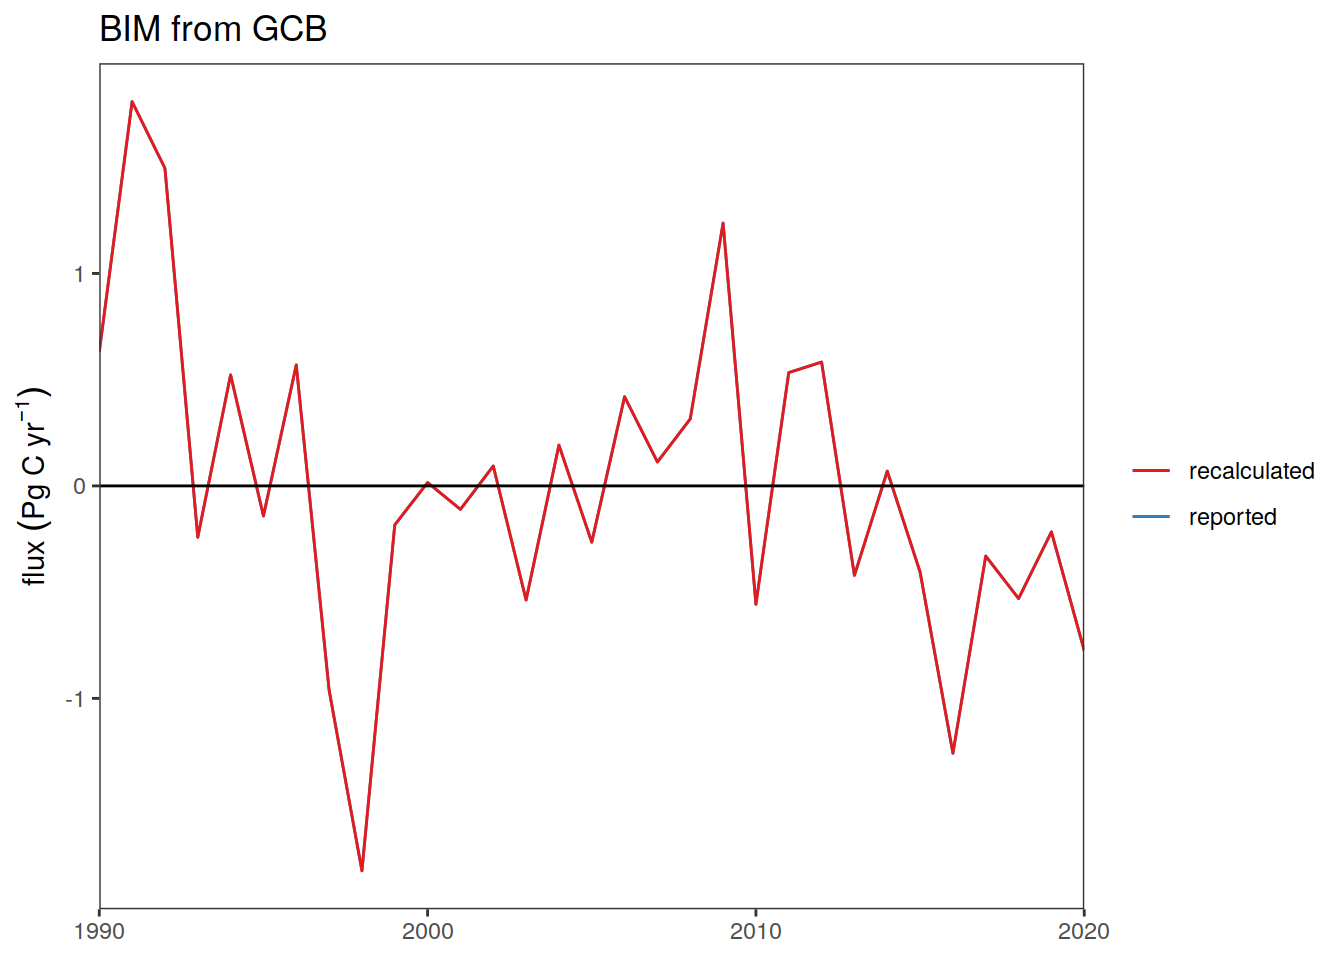 BIM from GCB
flux (Pg C yr⁻¹)
1
0
-1
1990
2000
2010
2020
recalculated
reported